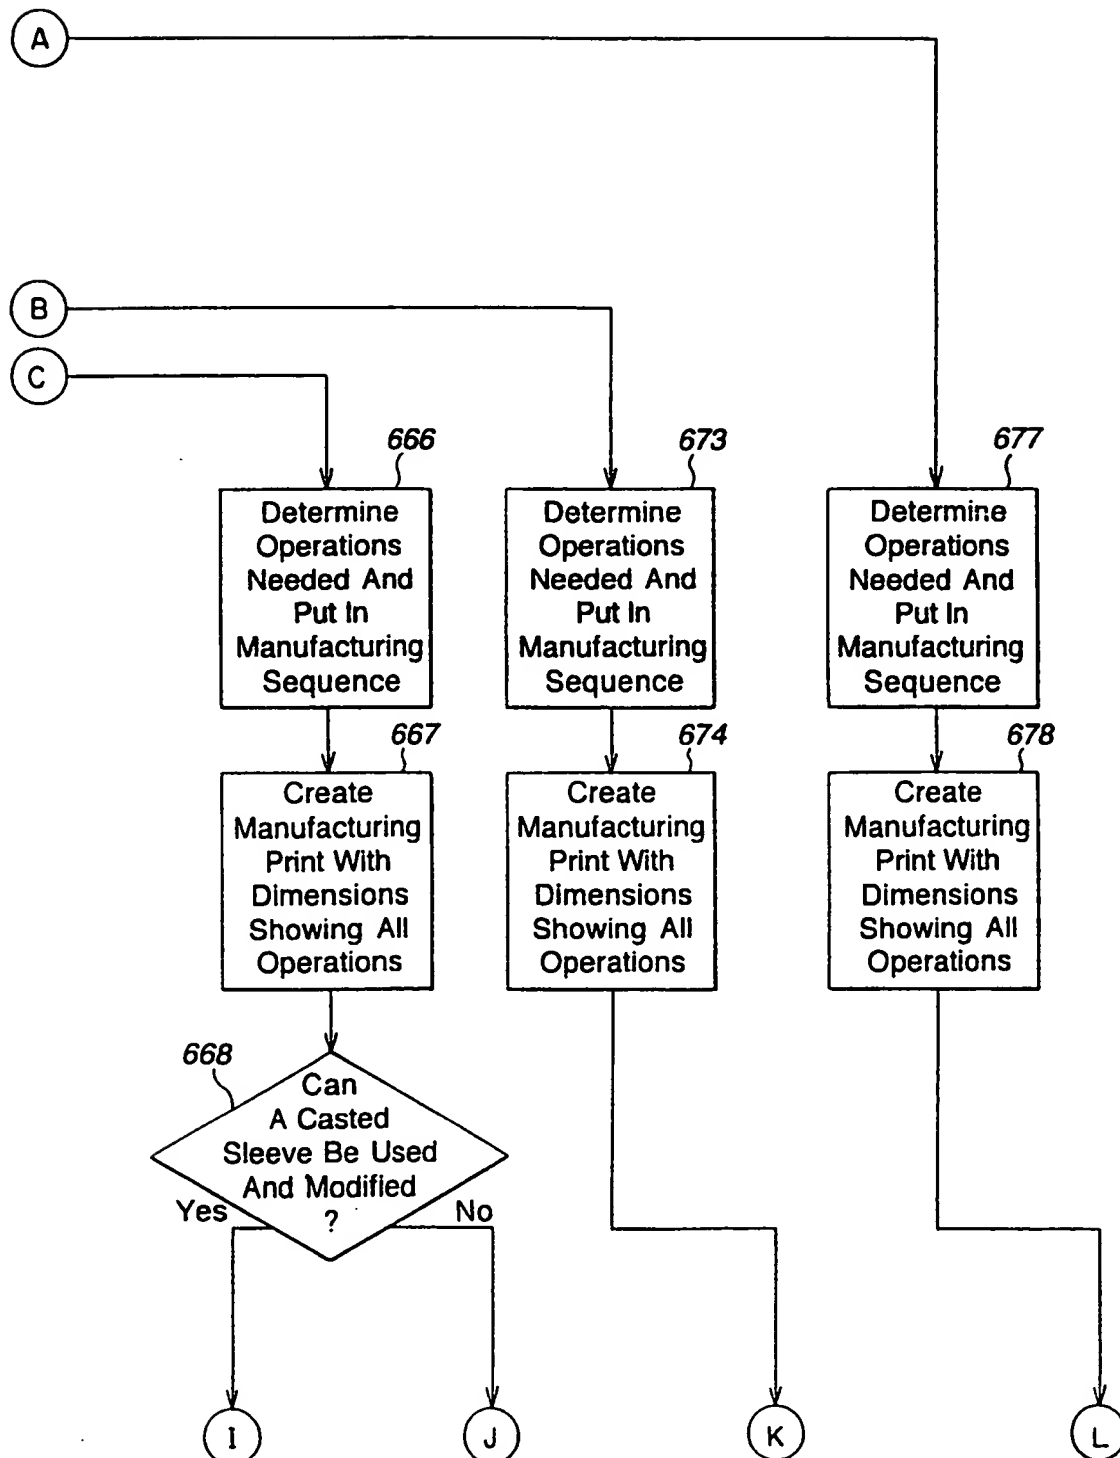 A
B
C
666
Determine
Operations
Needed And
Put In
Manufacturing
Sequence
673
Determine
Operations
Needed And
Put In
Manufacturing
Sequence
677
Determine
Operations
Needed And
Put In
Manufacturing
Sequence
667
Create
Manufacturing
Print With
Dimensions
Showing All
Operations
674
Create
Manufacturing
Print With
Dimensions
Showing All
Operations
678
Create
Manufacturing
Print With
Dimensions
Showing All
Operations
668
Can
A Casted
Sleeve Be Used
And Modified
?
Yes
No
I
J
K
L